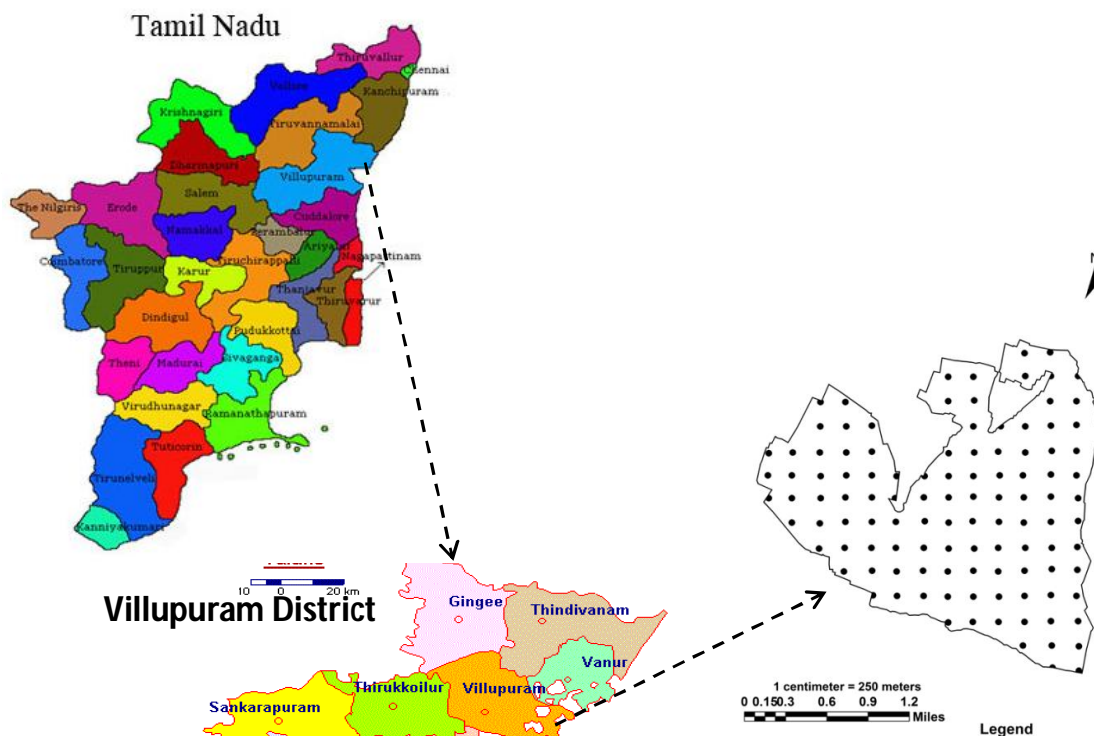 Tamil Nadu
Thiruvallur
Chennai
Vellore
Kanchipuram
Krishnagiri
Tiruvannamalai
Dharmapuri
Villupuram
Salem
The Nilgiris
Erode
Cuddalore
Namakkal
Perambalur
Ariyalur
Nagapattinam
Coimbatore
Tiruppur
Karur
Tiruchirappalli
Thanjavur
Thiruvarur
Dindigul
Pudukkottai
Theni
Madurai
Sivaganga
Virudhunagar
Ramanathapuram
Tuticorin
Tirunelveli
Kanniyakumari
10 0 20 km
Villupuram District
Gingee
Thindivanam
Vanur
Thirukkoilur
Villupuram
Sankarapuram
1 centimeter = 250 meters
0 0.15 0.3 0.6 0.9 1.2
Miles
Legend